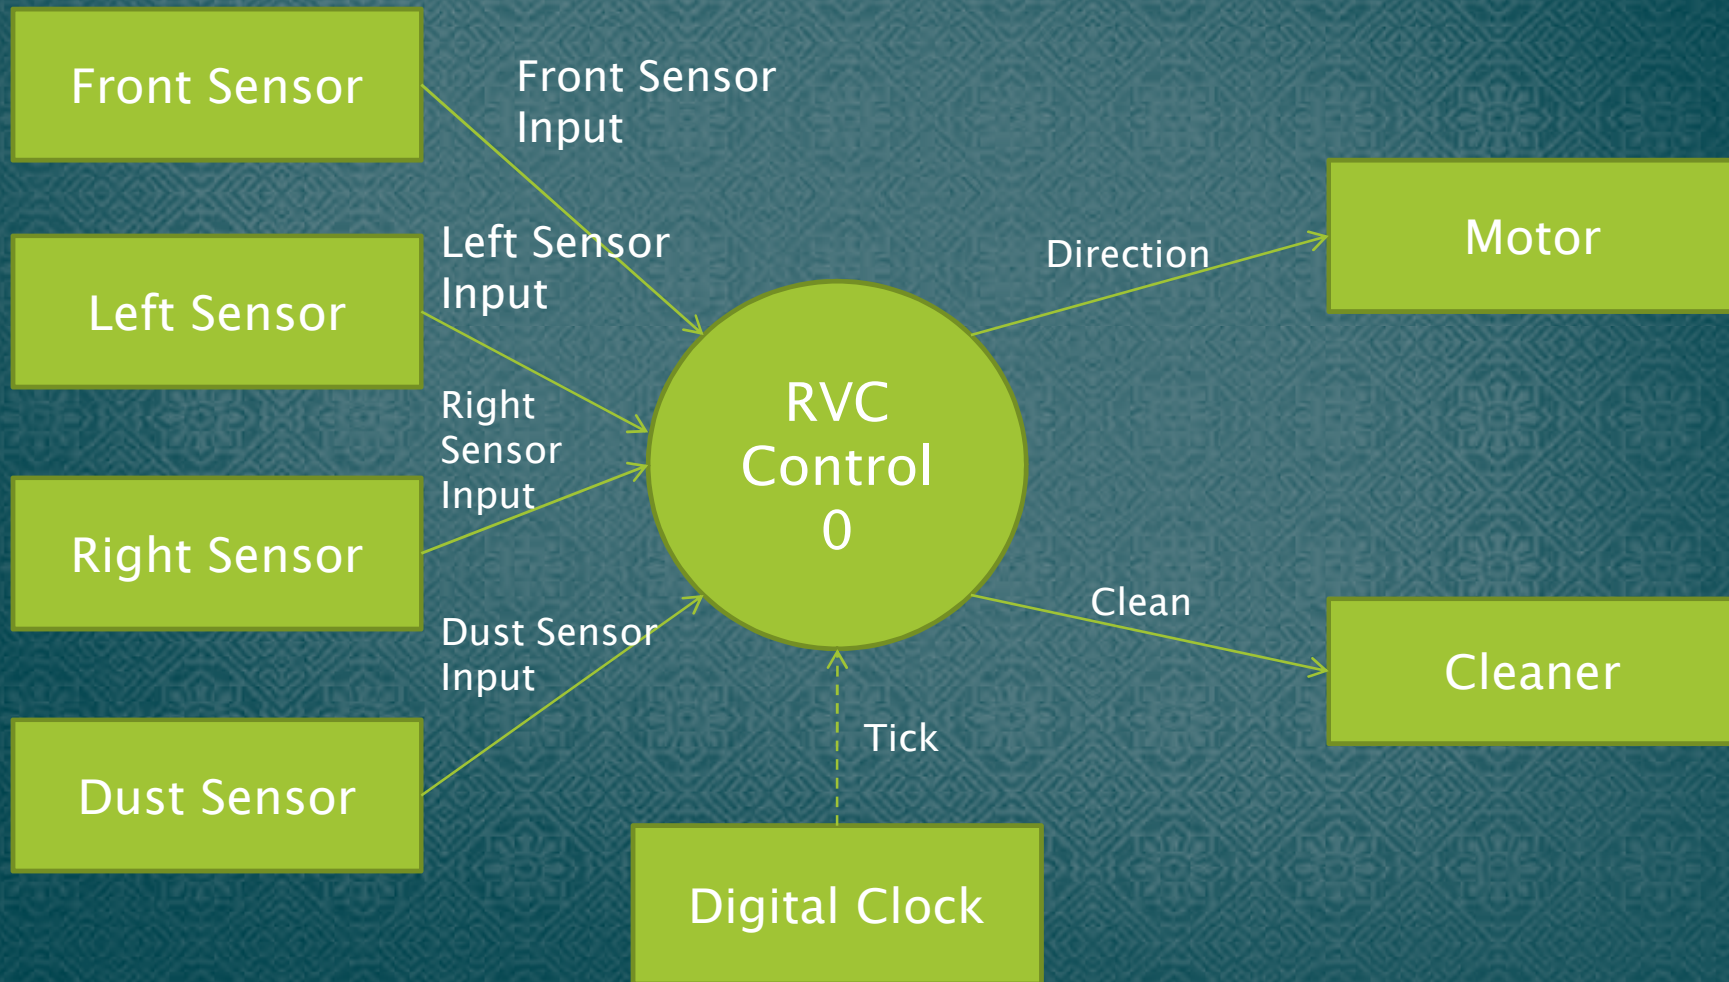 Front Sensor
Front Sensor
Input
Left Sensor
Left Sensor
Input
Right Sensor
Right
Sensor
Input
Dust Sensor
Dust Sensor
Input
RVC
Control
0
Direction
Motor
Clean
Cleaner
Tick
Digital Clock